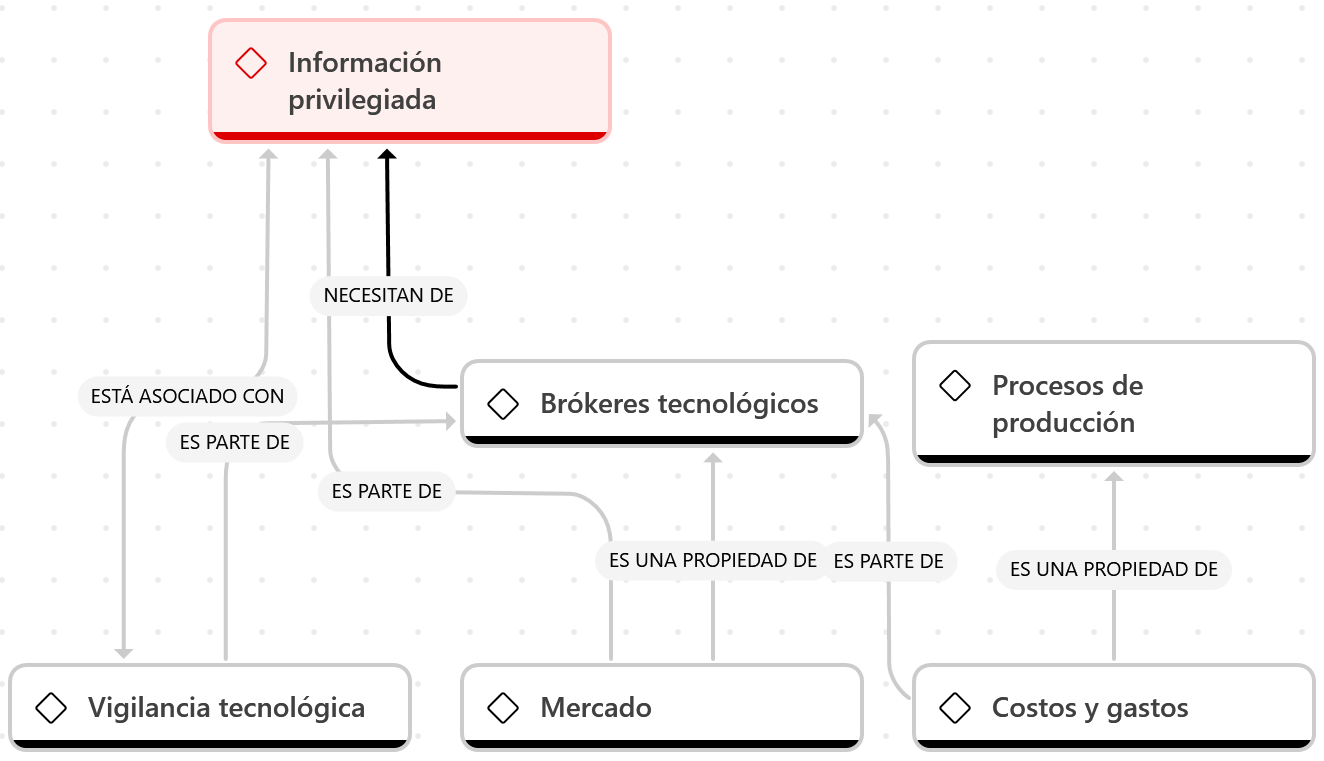 Información
privilegiada
NECESITAN DE
Brókeres tecnológicos
Procesos de
producción
ESTÁ ASOCIADO CON
ES PARTE DE
ES PARTE DE
ES UNA PROPIEDAD DE
ES PARTE DE
ES UNA PROPIEDAD DE
Vigilancia tecnológica
Mercado
Costos y gastos